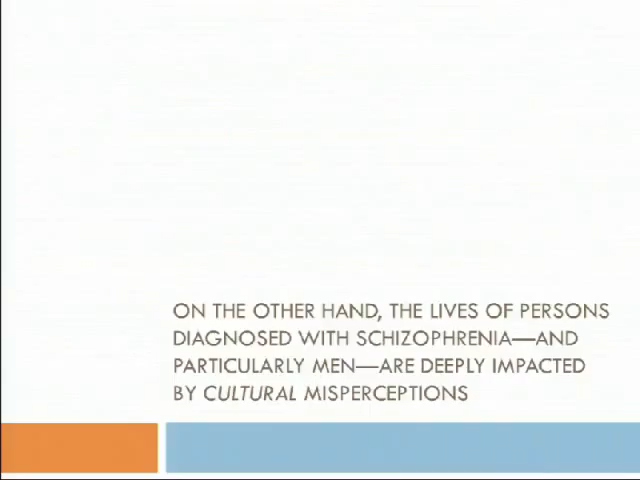 ON THE OTHER HAND, THE LIVES OF PERSONS
DIAGNOSED WITH SCHIZOPHRENIA—AND
PARTICULARLY MEN—ARE DEEPLY IMPACTED
BY CULTURAL MISPERCEPTIONS